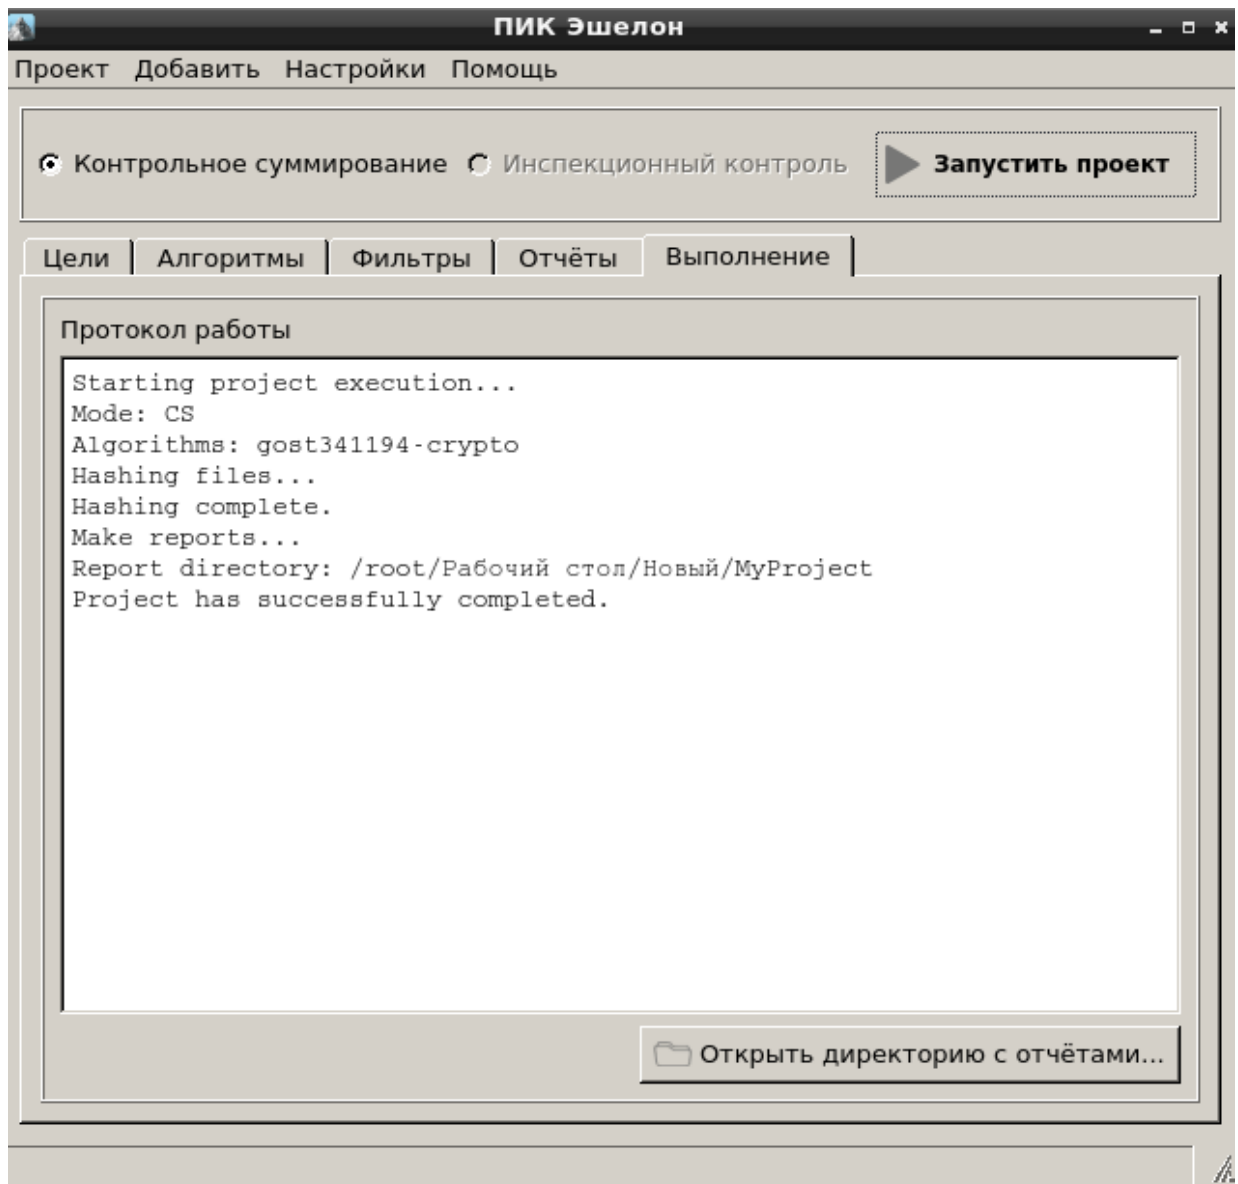 ПИК Эшелон
Проект Добавить Настройки Помощь
Контрольное суммирование Инспекционный контроль Запустить проект
Цели Алгоритмы Фильтры Отчёты Выполнение
Протокол работы
Starting project execution...
Mode: CS
Algorithms: gost341194-crypto
Hashing files...
Hashing complete.
Make reports...
Report directory: /root/Рабочий стол/Новый/MyProject
Project has successfully completed.
Открыть директорию с отчётами...